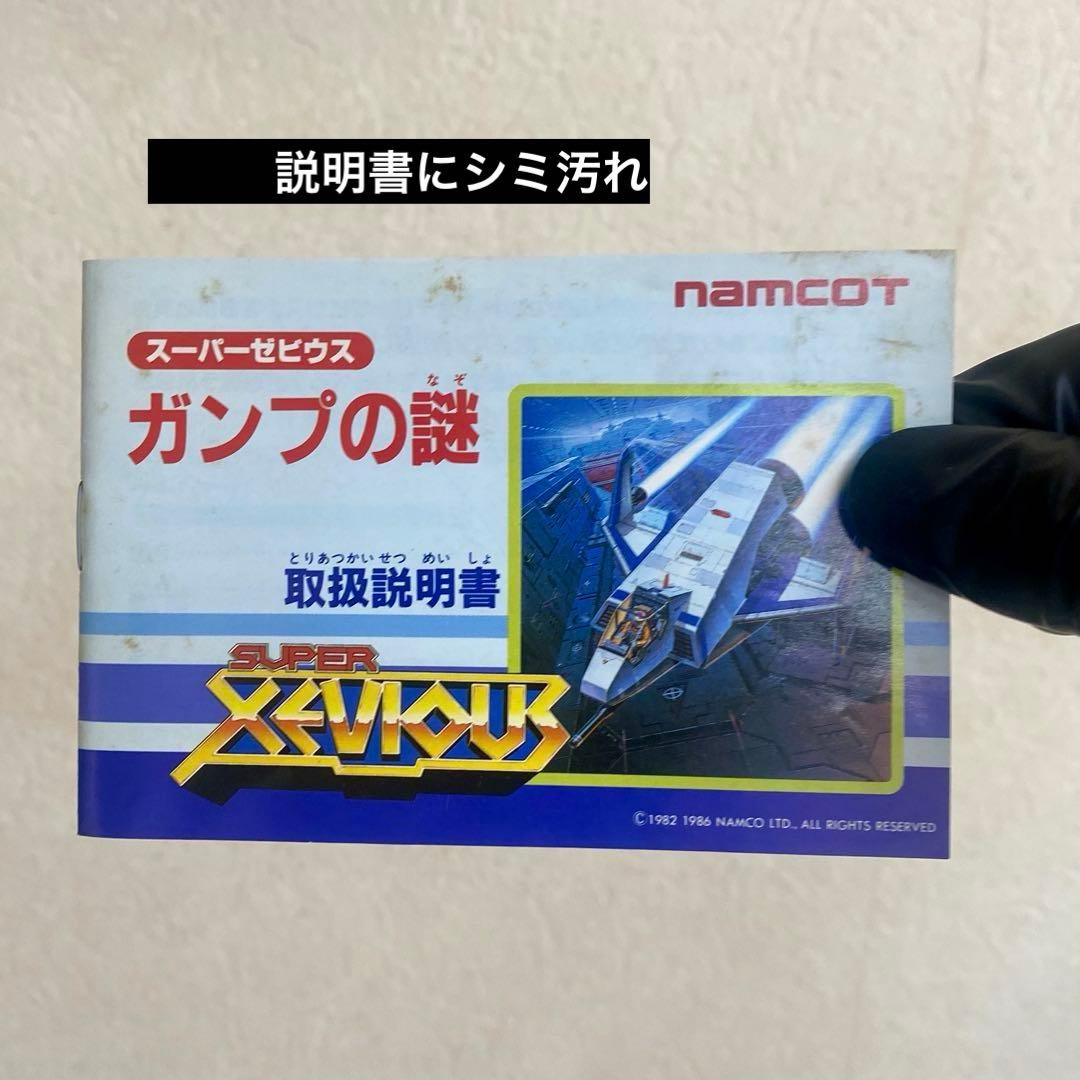 説明書にシミ汚れ
namcot
スーパーゼビウス
なぞ
ガンプの謎
とりあつかいせつ めい しょ
取扱説明書
SUPER
XEVIOUS
©1982 1986 NAMCO LTD., ALL RIGHTS RESERVED